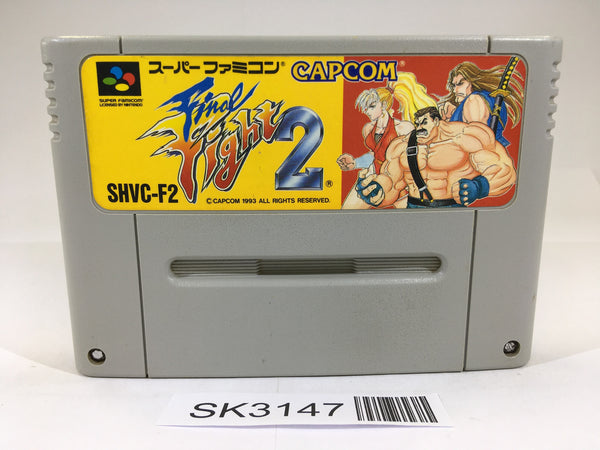 スーパーファミコン® CAPCOM®
SUPER FAMICOM
LICENSED BY NINTENDO
Final Fight 2®
SHVC-F2
©CAPCOM 1993 ALL RIGHTS RESERVED.
SK3147